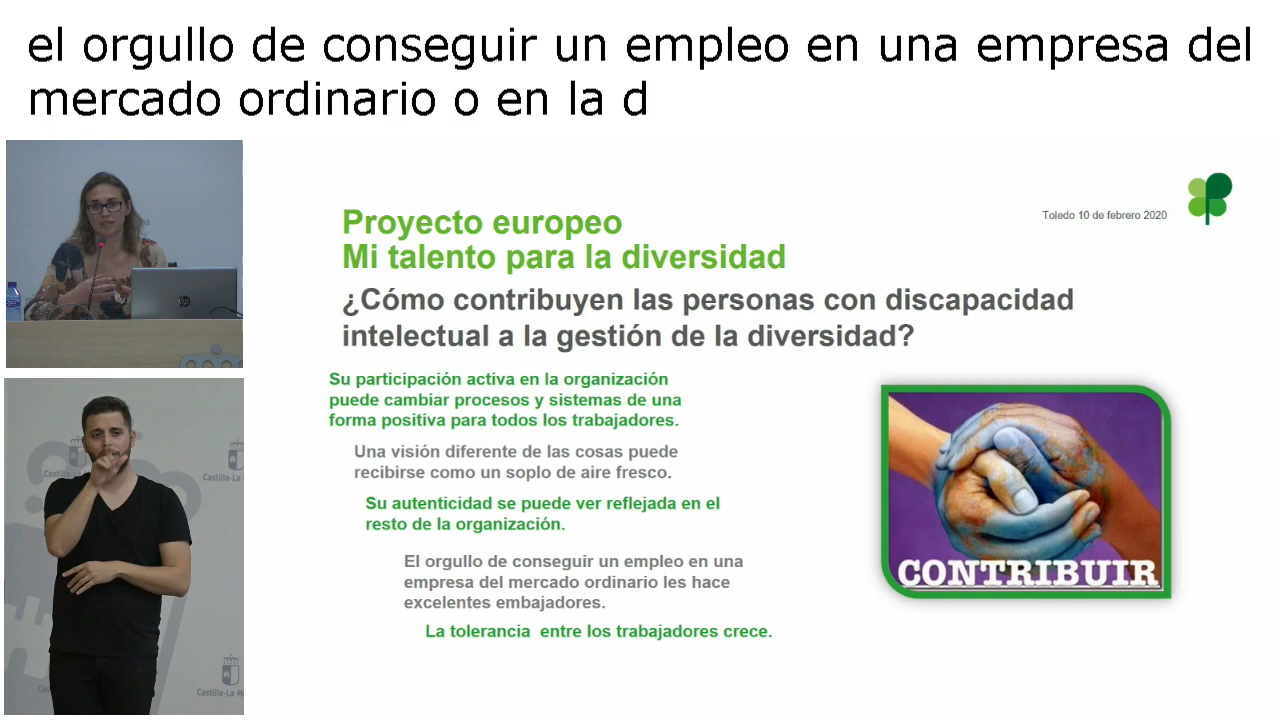 el orgullo de conseguir un empleo en una empresa del
mercado ordinario o en la d
Toledo 10 de febrero 2020
Proyecto europeo
Mi talento para la diversidad
¿Cómo contribuyen las personas con discapacidad
intelectual a la gestión de la diversidad?
Su participación activa en la organización
puede cambiar procesos y sistemas de una
forma positiva para todos los trabajadores.
Una visión diferente de las cosas puede
recibirse como un soplo de aire fresco.
Su autenticidad se puede ver reflejada en el
resto de la organización.
El orgullo de conseguir un empleo en una
empresa del mercado ordinario les hace
excelentes embajadores.
La tolerancia entre los trabajadores crece.
CONTRIBUIR
hp
Castilla-La M